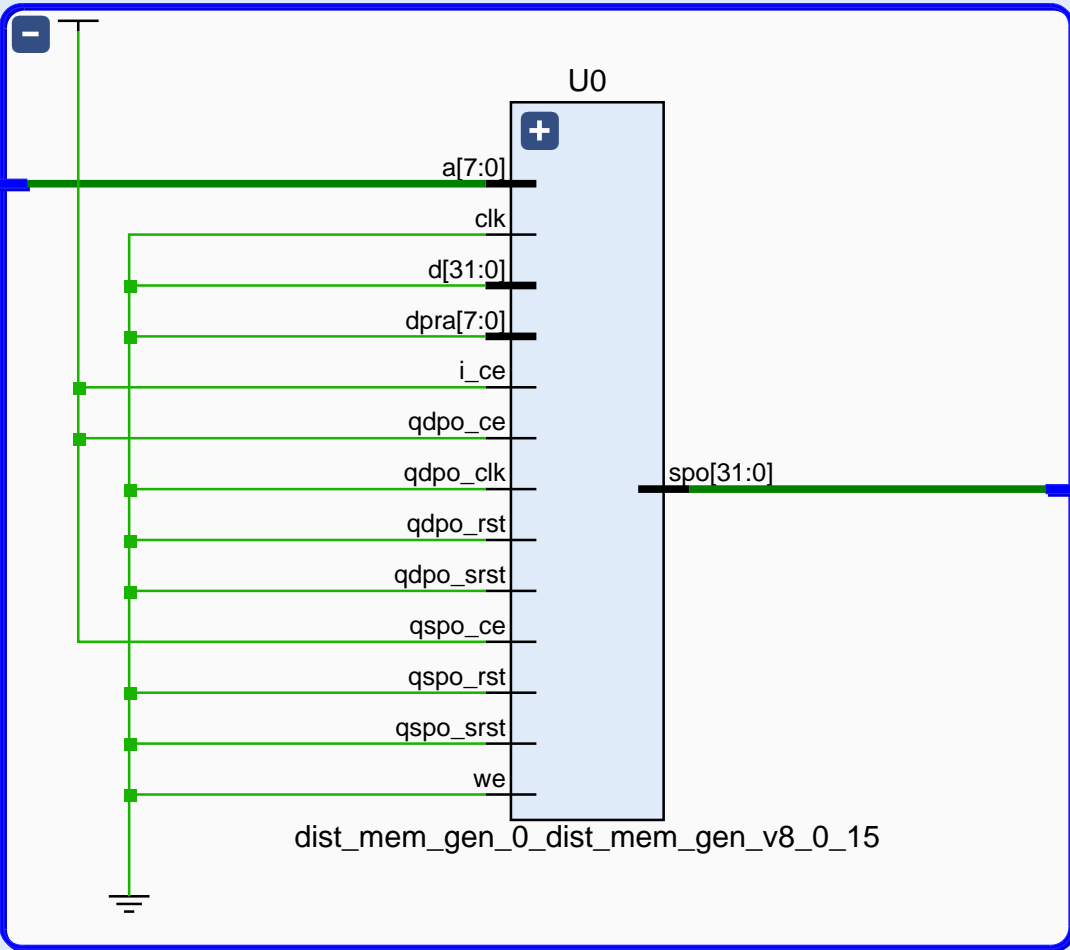 U0
a[7:0]
clk
d[31:0]
dpra[7:0]
i_ce
qdpo_ce
qdpo_clk
spo[31:0]
qdpo_rst
qdpo_srst
qspo_ce
qspo_rst
qspo_srst
we
dist_mem_gen_0_dist_mem_gen_v8_0_15